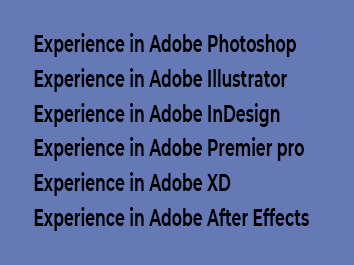 Experience in Adobe Photoshop
Experience in Adobe Illustrator
Experience in Adobe InDesign
Experience in Adobe Premier pro
Experience in Adobe XD
Experience in Adobe After Effects